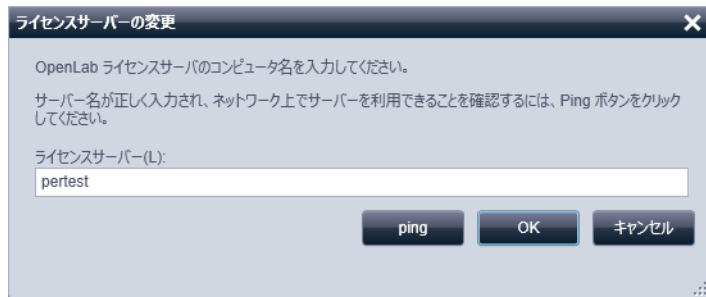 ライセンスサーバーの変更
OpenLab ライセンスサーバのコンピュータ名を入力してください。
サーバー名が正しく入力され、ネットワーク上でサーバーを利用できることを確認するには、Ping ボタンをクリック
してください。
ライセンスサーバー(L):
pertest
ping OK キャンセル